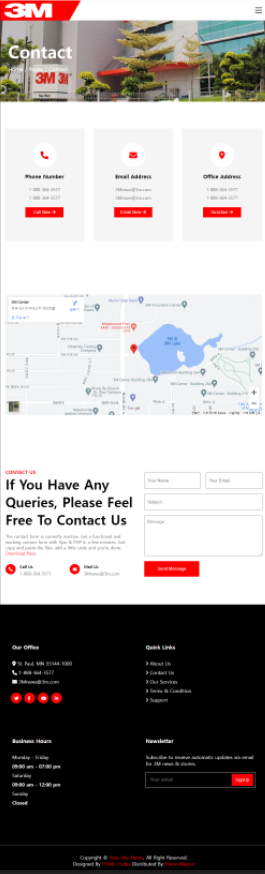 3M
Contact
3M 3M
Phone Number
1-888-364-3577
1-888-364-3577
Call Now →
Email Address
3Mnews@3m.com
3Mnews@3m.com
Email Now →
Office Address
1-888-364-3577
1-888-364-3577
Direction →
3M Center
Google
CONTACT US
If You Have Any
Queries, Please Feel
Free To Contact Us
The contact form is currently inactive. Get a functional and
working contact form with Ajax & PHP in a few minutes. Just
copy and paste the files, add a little code and you're done.
Download Now.
Call Us
1-888-364-3577
Mail Us
3Mnews@3m.com
Your Name
Your Email
Subject
Message
Send Message
Our Office
St. Paul, MN 55144-1000
1-888-364-3577
3Mnews@3m.com
Quick Links
About Us
Contact Us
Our Services
Terms & Condition
Support
Business Hours
Monday - Friday
09:00 am - 07:00 pm
Saturday
09:00 am - 12:00 pm
Sunday
Closed
Newsletter
Subscribe to receive automatic updates via email
for 3M news & stories.
Your email
SignUp
Copyright © Your Site Name, All Right Reserved.
Designed By HTML Codex Distributed By: